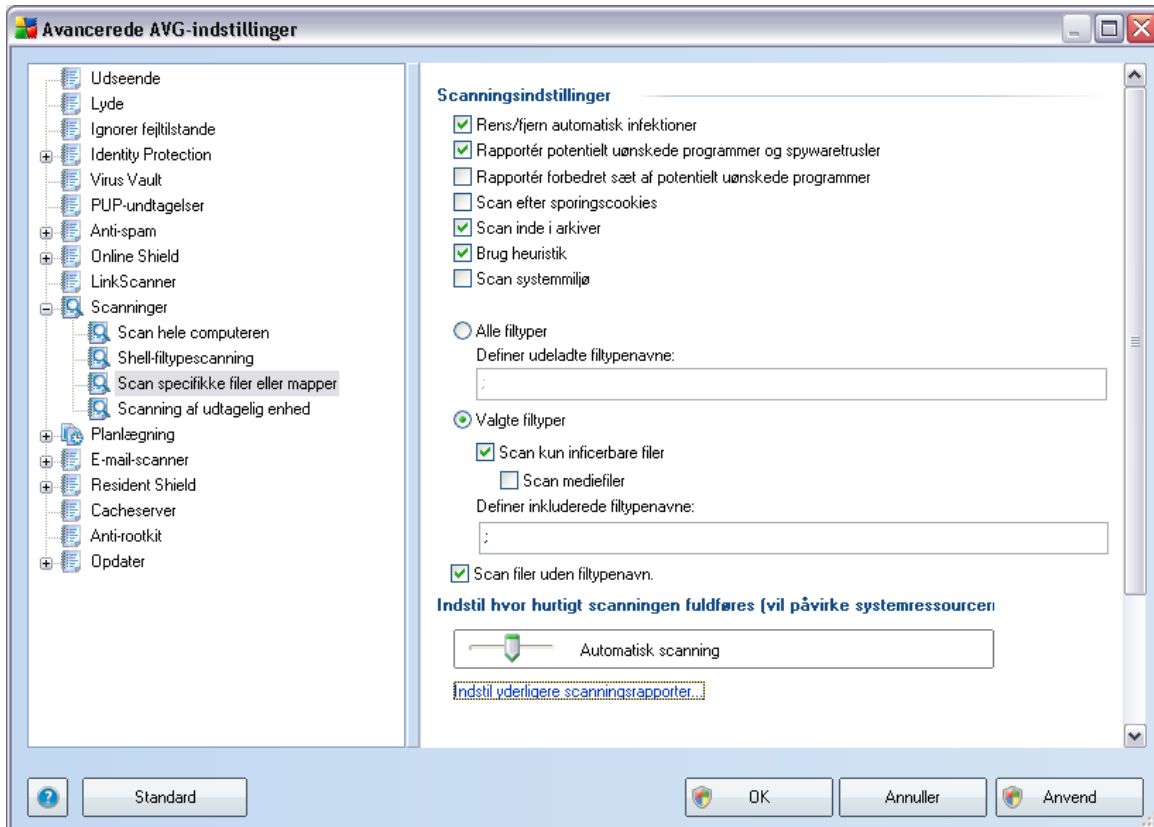 Avancerede AVG-indstillinger
Udseende
Lyde
Ignorer fejltilstande
Identity Protection
Virus Vault
PUP-undtagelser
Anti-spam
Online Shield
LinkScanner
Scanninger
Scan hele computeren
Shell-filtypescanning
Scan specifikke filer eller mapper
Scanning af udtagelig enhed
Planlægning
E-mail-scanner
Resident Shield
Cacheserver
Anti-rootkit
Opdater
Scanningsindstillinger
Rens/fjern automatisk infektioner
Rapportér potentielt uønskede programmer og spywaretrusler
Rapportér forbedret sæt af potentielt uønskede programmer
Scan efter sporingscookies
Scan inde i arkiver
Brug heuristik
Scan systemmiljø
Alle filtyper
Definer udeladte filtypenavne:
;
Valgte filtyper
Scan kun inficerbare filer
Scan mediefiler
Definer inkluderede filtypenavne:
;
Scan filer uden filtypenavn.
Indstil hvor hurtigt scanningen fuldføres (vil påvirke systemressourcen
Automatisk scanning
Indstil yderligere scanningsrapporter...
?
Standard
OK
Annuller
Anvend